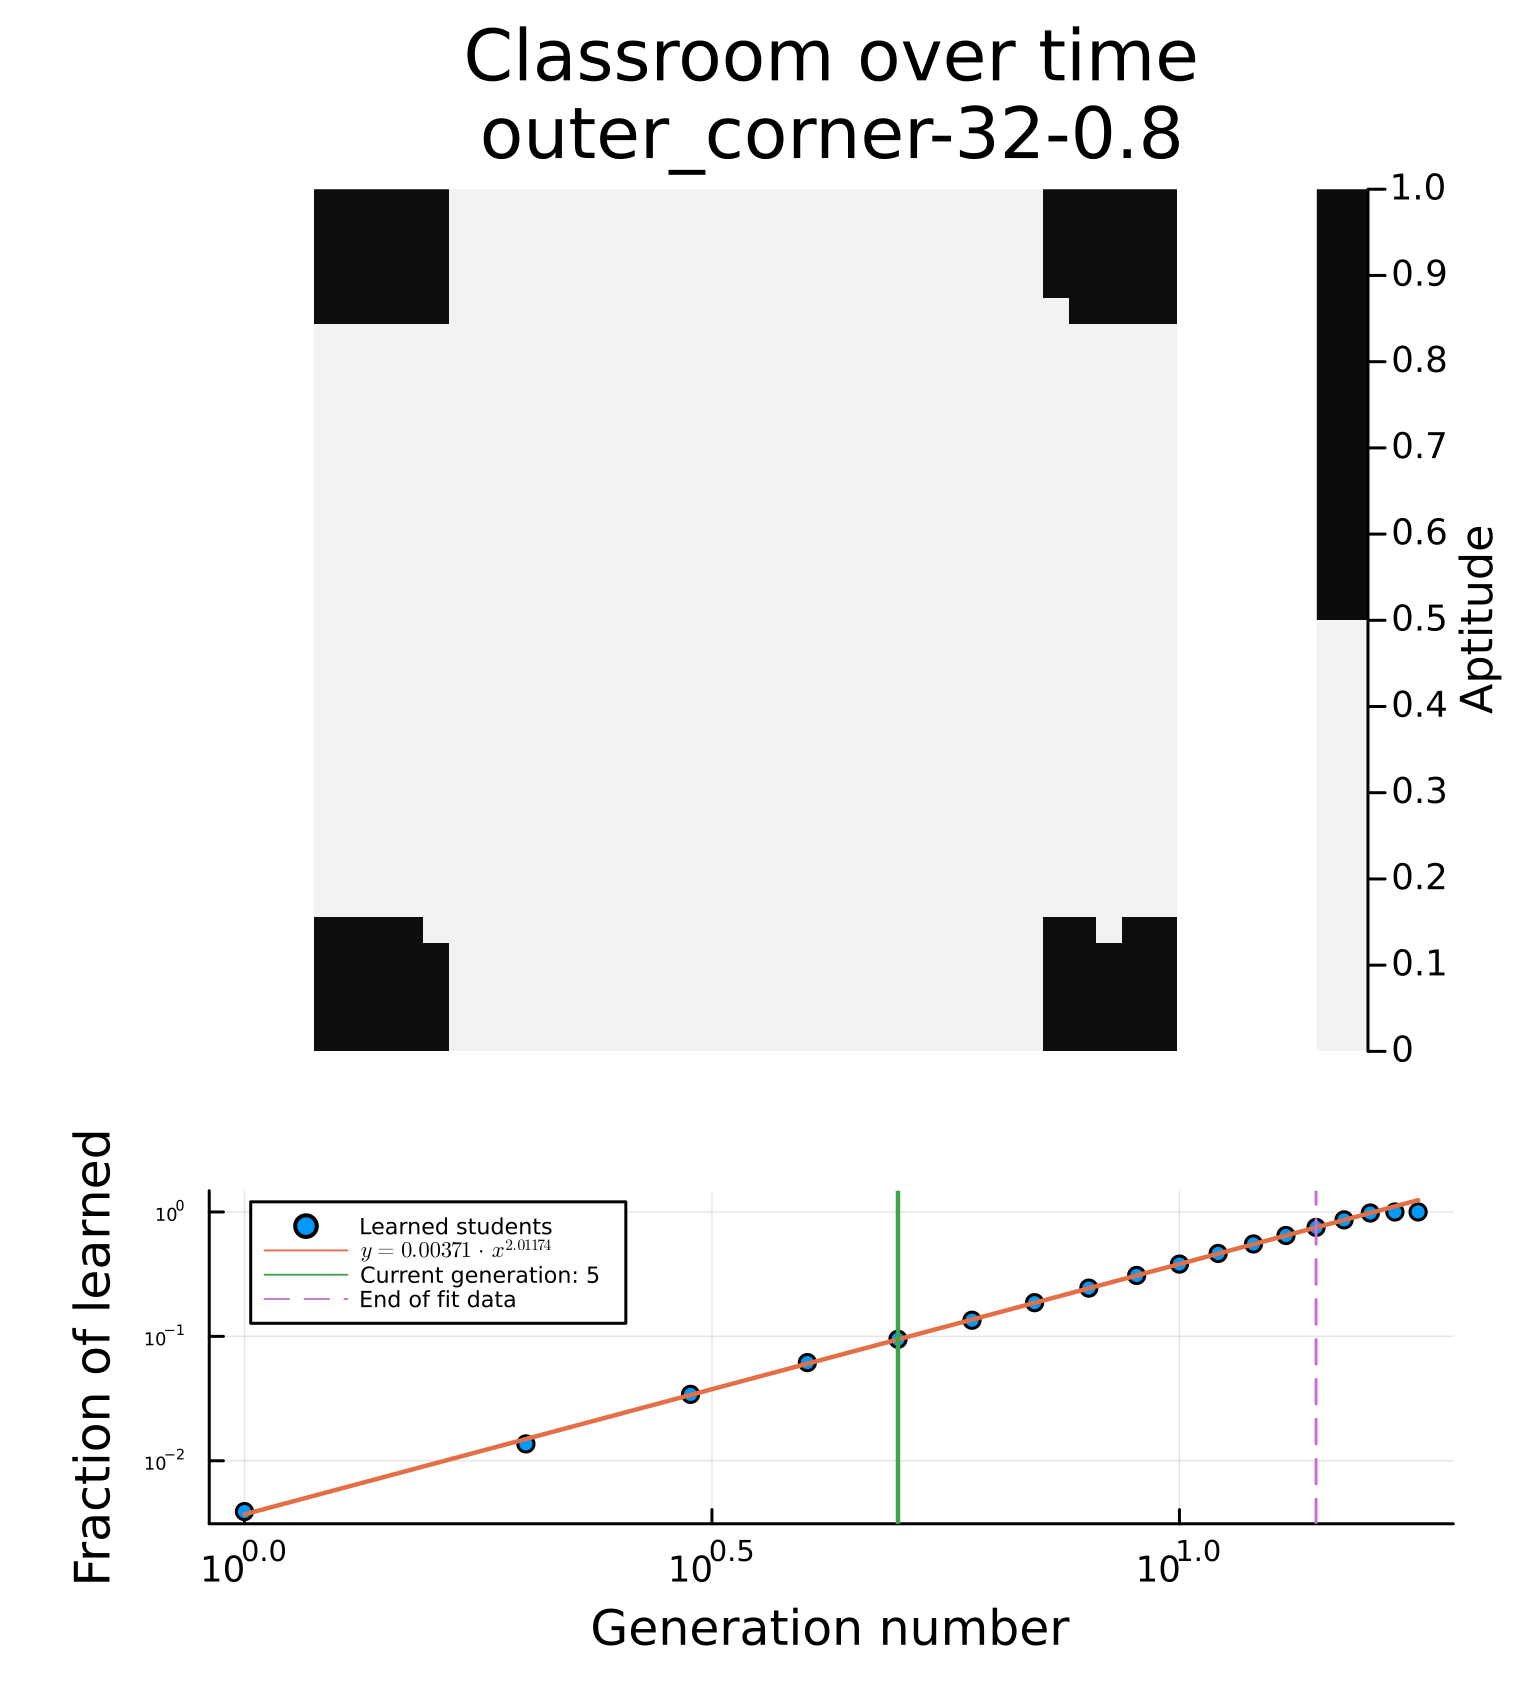 Classroom over time
outer_corner-32-0.8
1.0
0.9
0.8
0.7
0.6
0.5
0.4
0.3
0.2
0.1
0
Aptitude
Fraction of learned
10^0
10^-1
10^-2
Learned students
y = 0.00371 · x^2.01174
Current generation: 5
End of fit data
10^0.0
10^0.5
10^1.0
Generation number